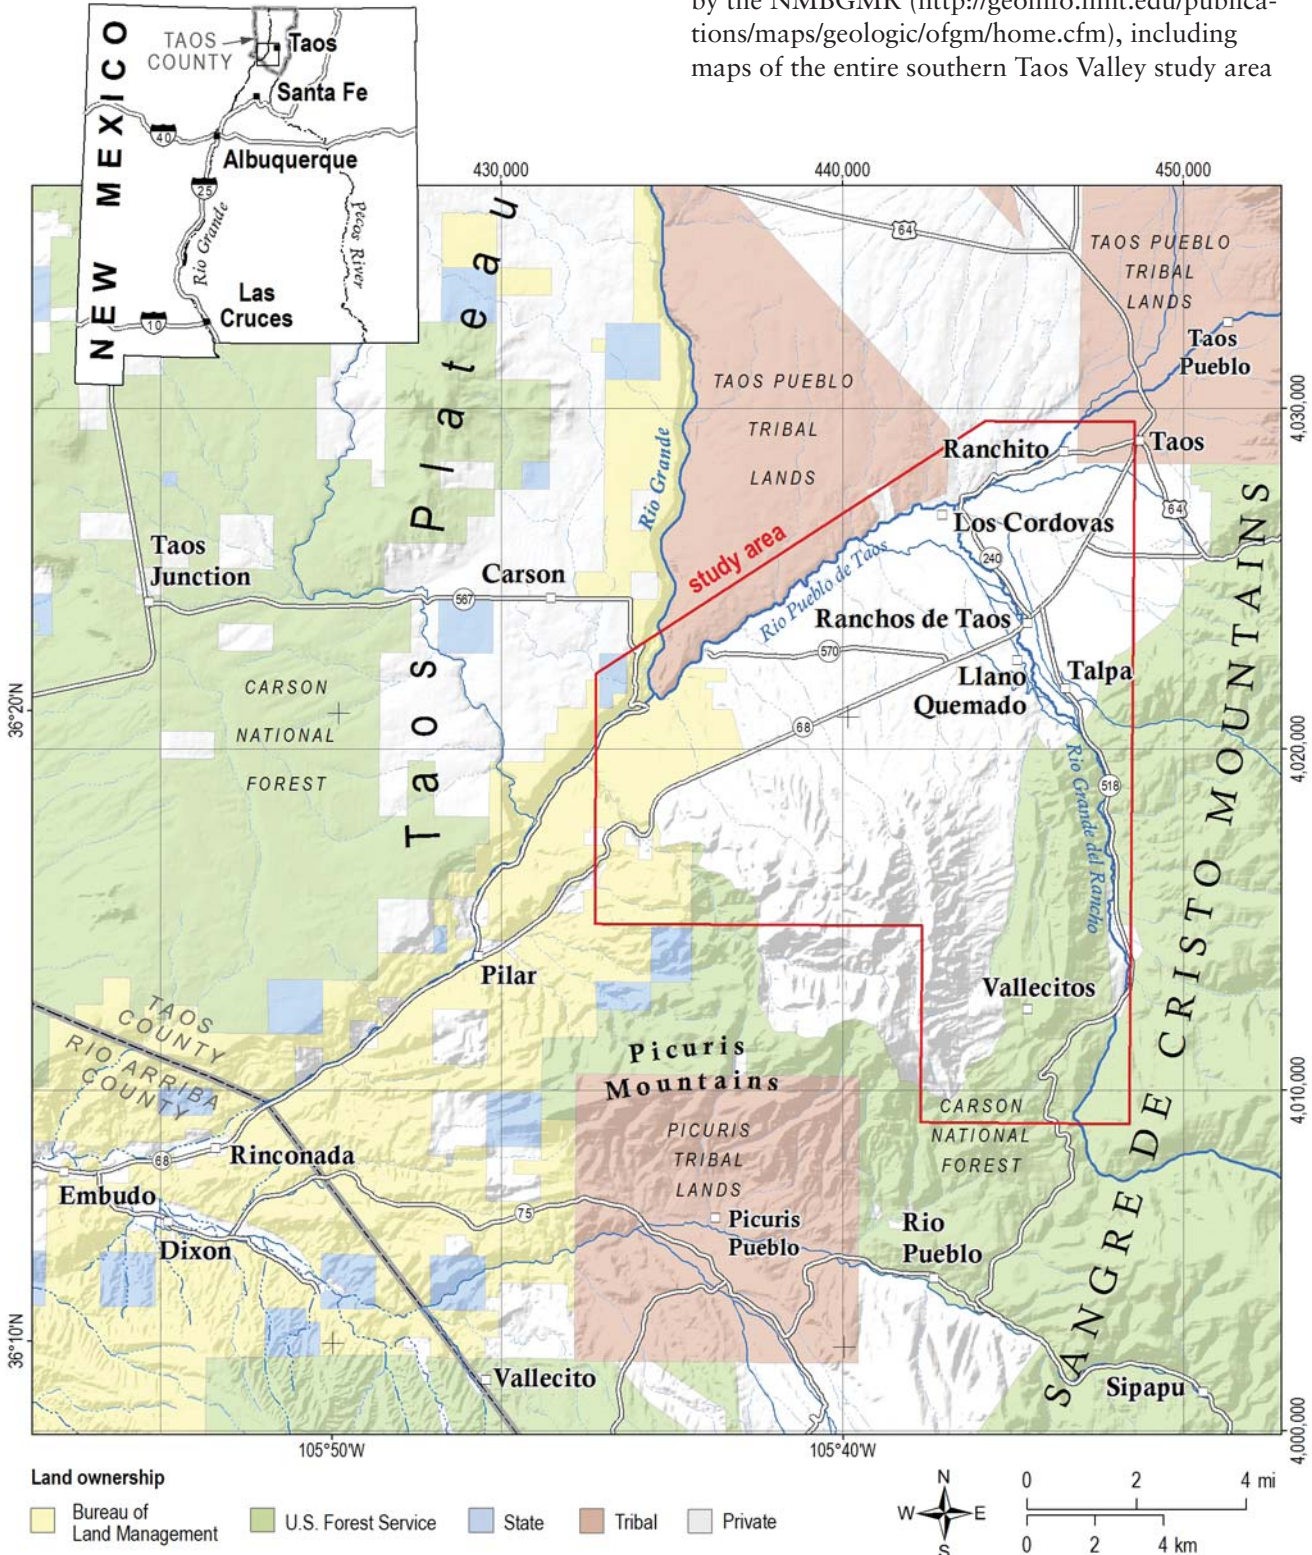 by the NMBGMR (http://geoinfo.nmt.edu/publica-
tions/maps/geologic/ofgm/home.cfm), including
maps of the entire southern Taos Valley study area
NEW MEXICO
TAOS
COUNTY
Taos
Santa Fe
40
Albuquerque
25
Rio Grande
Pecos River
Las
Cruces
10
430,000
440,000
450,000
64
TAOS PUEBLO
TRIBAL
LANDS
Taos
Pueblo
Taos Plateau
TAOS PUEBLO
TRIBAL
LANDS
4,030,000
Rio Grande
Ranchito
Taos
study area
64
Los Cordovas
Taos
Junction
Carson
240
567
Rio Pueblo de Taos
Ranchos de Taos
570
Talpa
Llano
Quemado
CARSON
NATIONAL
FOREST
36°20'N
68
4,020,000
Rio Grande del Rancho
518
SANGRE DE CRISTO MOUNTAINS
Pilar
Vallecitos
TAOS
COUNTY
RIO ARRIBA
COUNTY
Picuris
Mountains
4,010,000
CARSON
NATIONAL
FOREST
PICURIS
TRIBAL
LANDS
68
Rinconada
Embudo
75
Picuris
Pueblo
Rio
Pueblo
Dixon
36°10'N
Vallecito
Sipapu
4,000,000
105°50'W
105°40'W
Land ownership
Bureau of
Land Management
U.S. Forest Service
State
Tribal
Private
N
W
E
S
0 2 4 mi
0 2 4 km